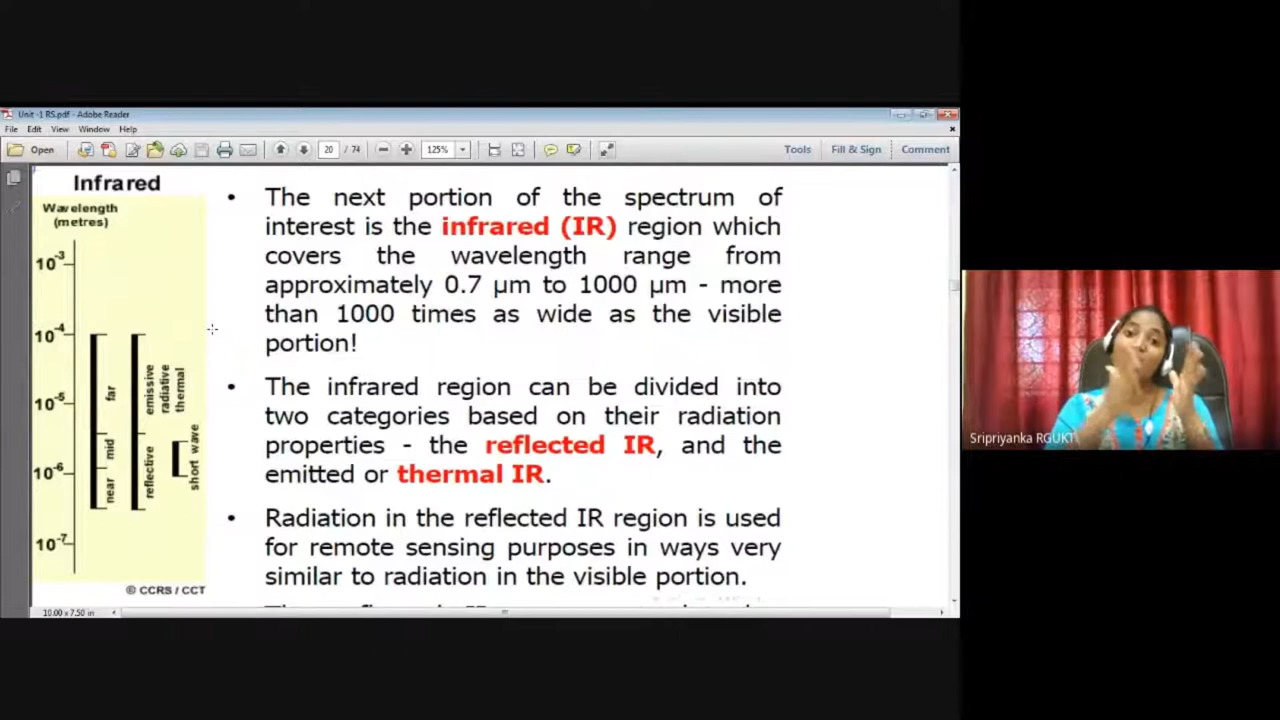 Unit -1 RS.pdf - Adobe Reader
File Edit View Window Help
Open 20 / 74 125% Tools Fill & Sign Comment
Infrared
Wavelength
(metres)
10-3
10-4
10-5
10-6
10-7
far
mid
near
emissive
radiative
thermal
reflective
short wave
© CCRS / CCT
• The next portion of the spectrum of
interest is the infrared (IR) region which
covers the wavelength range from
approximately 0.7 µm to 1000 µm - more
than 1000 times as wide as the visible
portion!
• The infrared region can be divided into
two categories based on their radiation
properties - the reflected IR, and the
emitted or thermal IR.
• Radiation in the reflected IR region is used
for remote sensing purposes in ways very
similar to radiation in the visible portion.
10.00 x 7.50 in
Sripriyanka RGUKT